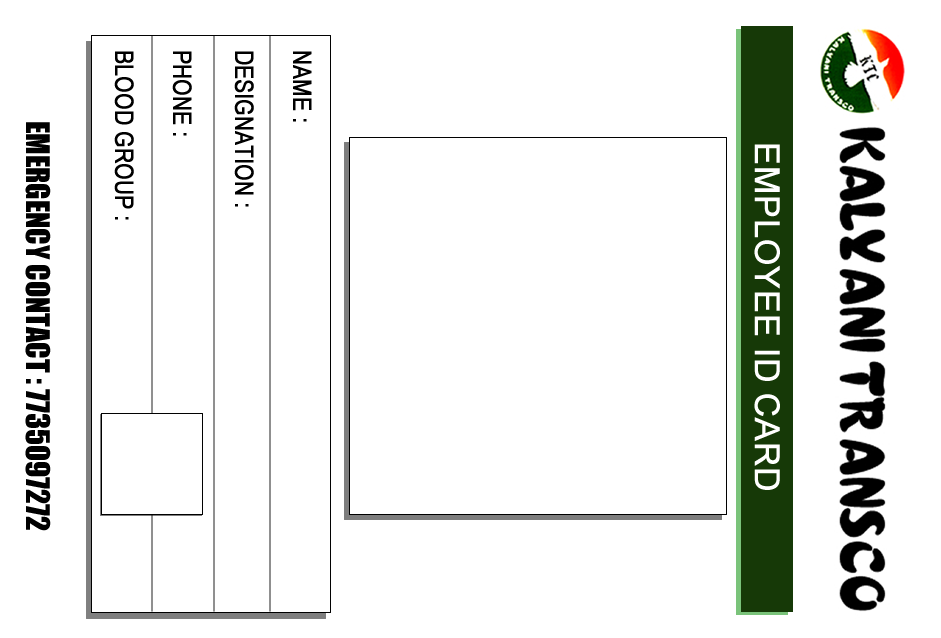 KTC
KALYANI TRANSCO
KALYANI TRANSCO
EMPLOYEE ID CARD
NAME :
DESIGNATION :
PHONE :
BLOOD GROUP :
EMERGENCY CONTACT : 7735097272